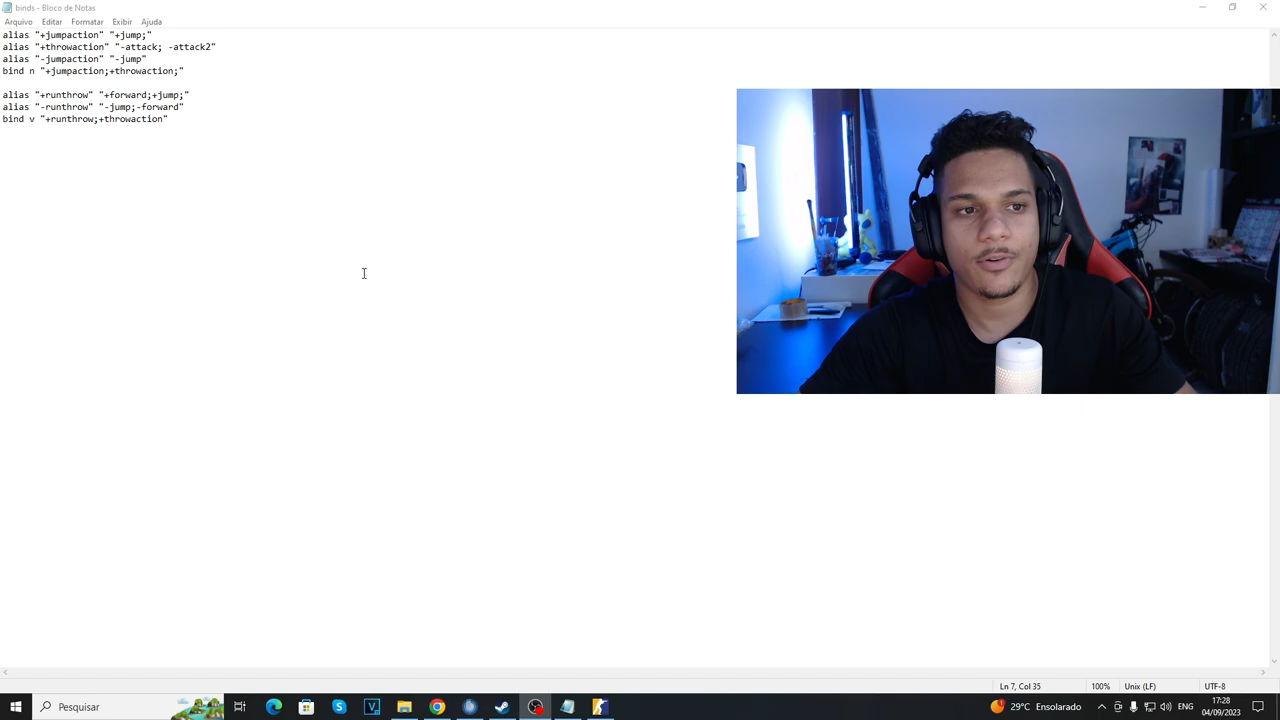 binds - Bloco de Notas
Arquivo Editar Formatar Exibir Ajuda
alias "+jumpaction" "+jump;"
alias "+throwaction" "-attack; -attack2"
alias "-jumpaction" "-jump"
bind n "+jumpaction;+throwaction;"
alias "+runthrow" "+forward;+jump;"
alias "-runthrow" "-jump;-forward"
bind v "+runthrow;+throwaction"
Ln 7, Col 35 100% Unix (LF) UTF-8
Pesquisar
29°C Ensolarado
ENG
17:28
04/09/2023